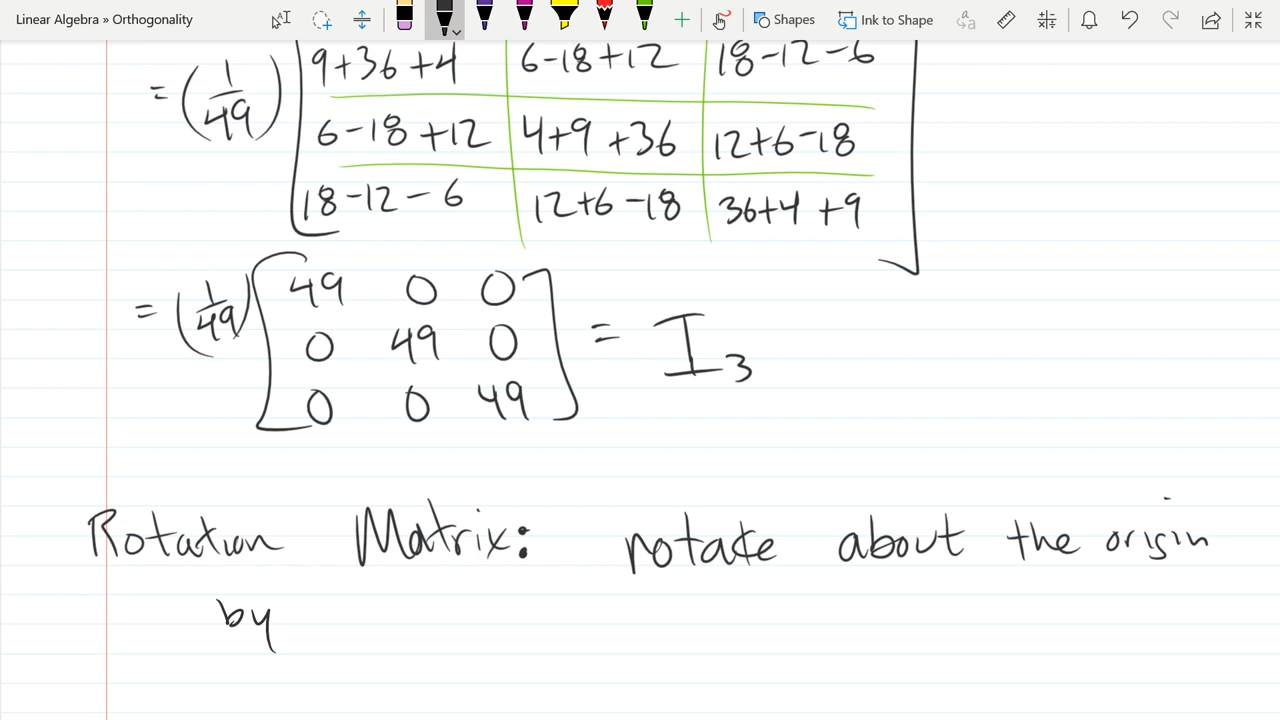 Linear Algebra » Orthogonality
Shapes
Ink to Shape
= (1/49) [ 9+36+4 6-18+12 18-12-6
6-18+12 4+9+36 12+6-18
18-12-6 12+6-18 36+4+9 ]
= (1/49) [ 49 0 0
0 49 0 = I₃
0 0 49 ]
Rotation Matrix: rotate about the origin
by